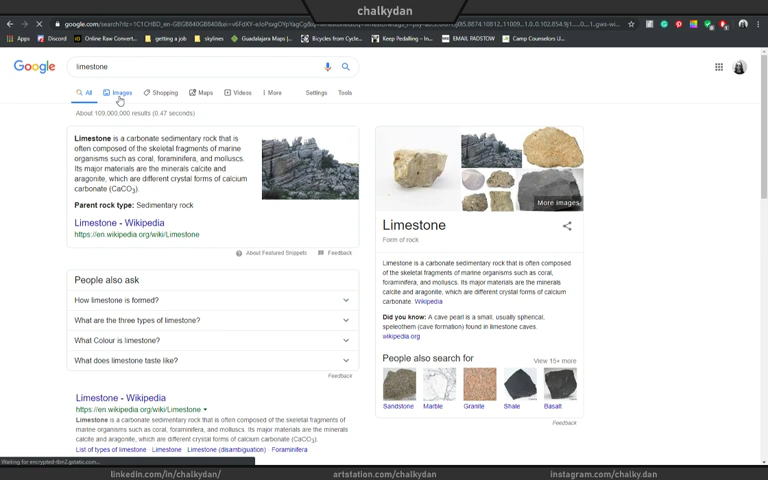 chalkydan
Apps
Discord
Online Raw Convert...
getting a job
skylines
Guadalajara | Maps...
Bicycles from Cycle...
Keep Pedalling – In...
EMAIL PADSTOW
Camp Counselors U...
Google
limestone
All
Images
Shopping
Maps
Videos
More
Settings
Tools
About 109,000,000 results (0.47 seconds)
Limestone is a carbonate sedimentary rock that is
often composed of the skeletal fragments of marine
organisms such as coral, foraminifera, and molluscs.
Its major materials are the minerals calcite and
aragonite, which are different crystal forms of calcium
carbonate (CaCO3).
Parent rock type: Sedimentary rock
Limestone - Wikipedia
https://en.wikipedia.org/wiki/Limestone
About Featured Snippets
Feedback
People also ask
How limestone is formed?
What are the three types of limestone?
What Colour is limestone?
What does limestone taste like?
Feedback
Limestone - Wikipedia
https://en.wikipedia.org/wiki/Limestone
Limestone is a carbonate sedimentary rock that is often composed of the skeletal fragments of
marine organisms such as coral, foraminifera, and molluscs. Its major materials are the minerals
calcite and aragonite, which are different crystal forms of calcium carbonate (CaCO3).
List of types of limestone · Limestone · Limestone (disambiguation) · Foraminifera
More images
Limestone
Form of rock
Limestone is a carbonate sedimentary rock that is often composed
of the skeletal fragments of marine organisms such as coral,
foraminifera, and molluscs. Its major materials are the minerals
calcite and aragonite, which are different crystal forms of calcium
carbonate. Wikipedia
Did you know: A cave pearl is a small, usually spherical,
speleothem (cave formation) found in limestone caves.
wikipedia.org
People also search for
View 15+ more
Sandstone
Marble
Granite
Shale
Basalt
Feedback
Waiting for encrypted-tbn2.gstatic.com...
linkedin.com/in/chalkydan/
artstation.com/chalkydan
instagram.com/chalky.dan